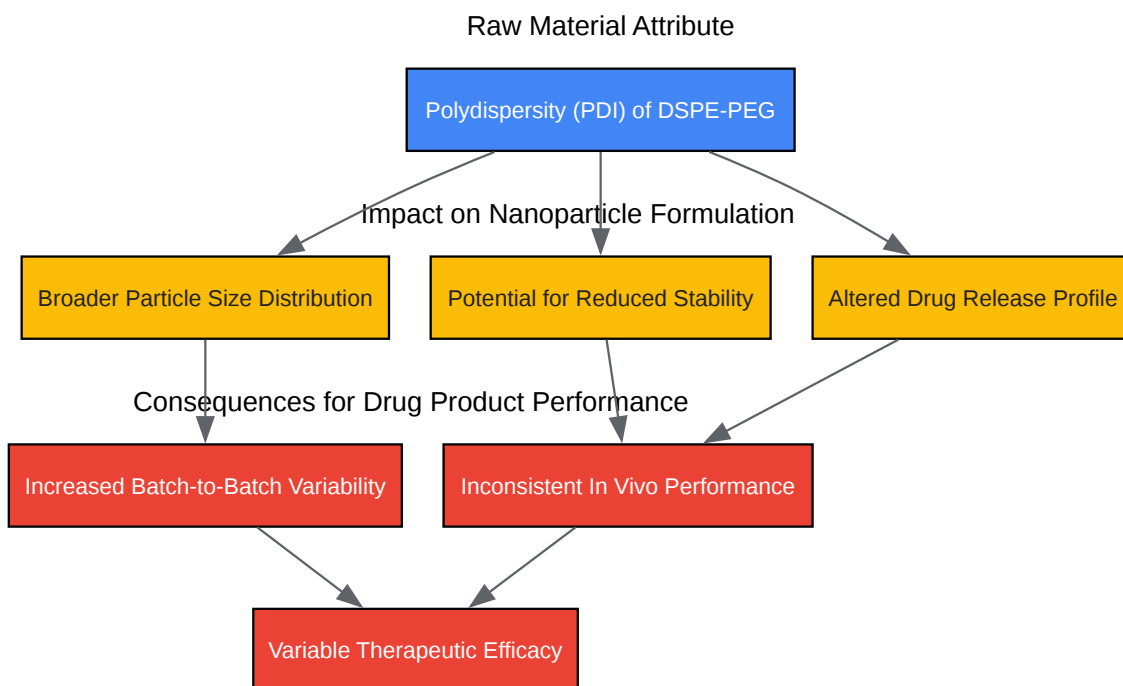 Raw Material Attribute
Polydispersity (PDI) of DSPE-PEG
Impact on Nanoparticle Formulation
Broader Particle Size Distribution
Potential for Reduced Stability
Altered Drug Release Profile
Consequences for Drug Product Performance
Increased Batch-to-Batch Variability
Inconsistent In Vivo Performance
Variable Therapeutic Efficacy